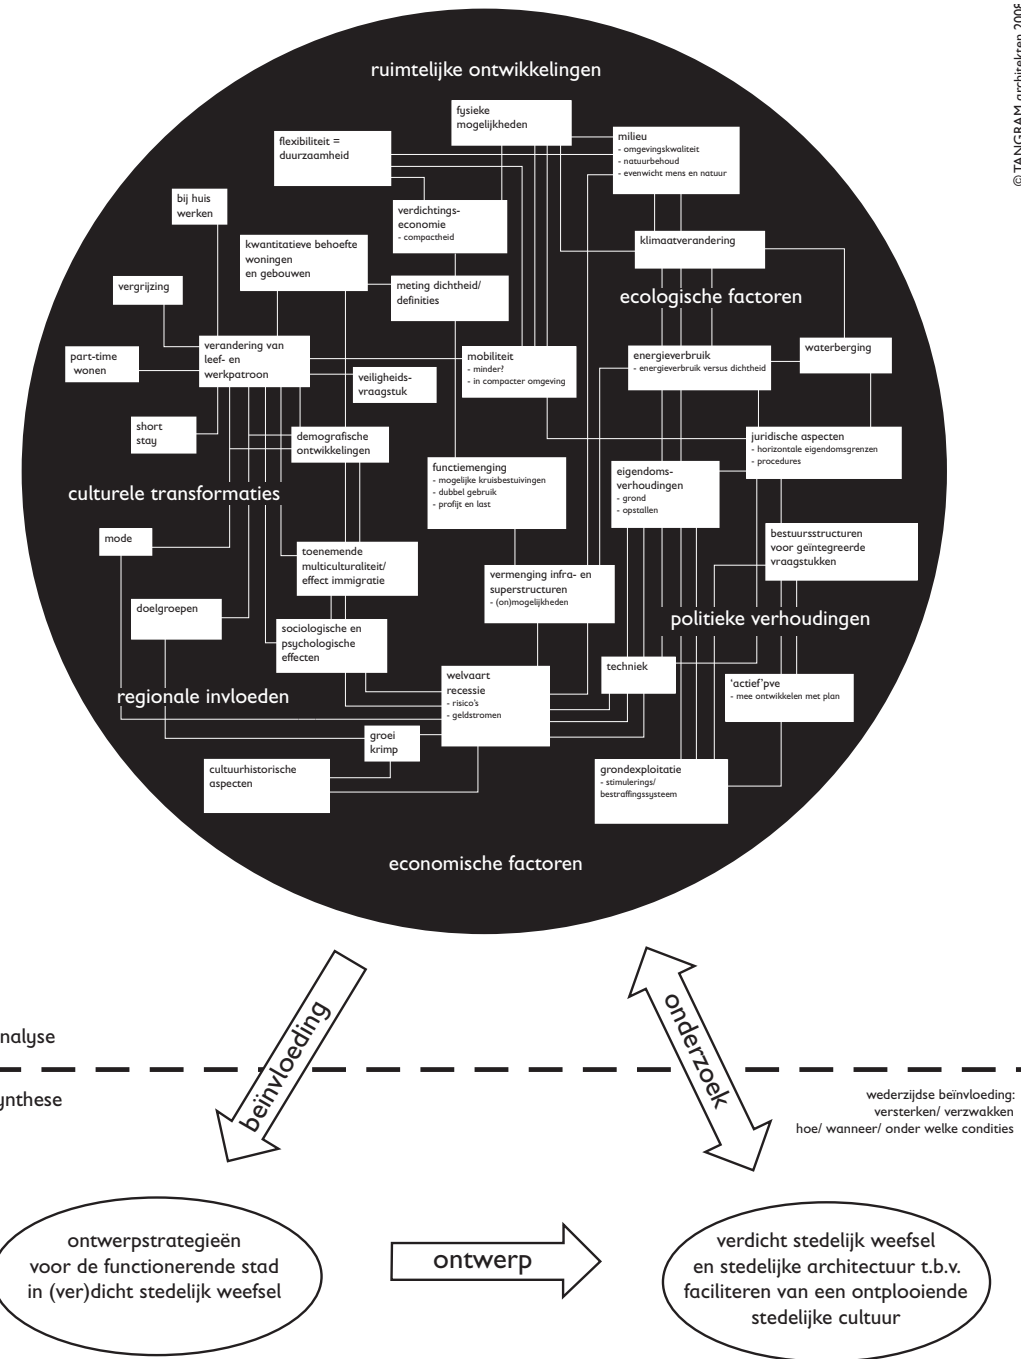 © TANGRAM architekten 2008
ruimtelijke ontwikkelingen
fysieke
mogelijkheden
flexibiliteit =
duurzaamheid
milieu
- omgevingskwaliteit
- natuurbehoud
- evenwicht mens en natuur
bij huis
werken
verdichtings-
economie
- compactheid
kwantitatieve behoefte
woningen
en gebouwen
klimaatverandering
vergrijzing
meting dichtheid/
definities
ecologische factoren
part-time
wonen
verandering van
leef- en
werkpatroon
veiligheids-
vraagstuk
mobiliteit
- minder?
- in compacter omgeving
energieverbruik
- energieverbruik versus dichtheid
waterberging
short
stay
demografische
ontwikkelingen
juridische aspecten
- horizontale eigendomsgrenzen
- procedures
functiemenging
- mogelijke kruisbestuivingen
- dubbel gebruik
- profijt en last
eigendoms-
verhoudingen
- grond
- opstallen
culturele transformaties
mode
toenemende
multiculturaliteit/
effect immigratie
bestuursstructuren
voor geïntegreerde
vraagstukken
vermenging infra- en
superstructuren
- (on)mogelijkheden
doelgroepen
sociologische en
psychologische
effecten
politieke verhoudingen
techniek
welvaart
recessie
- risico's
- geldstromen
'actief'pve
- mee ontwikkelen met plan
regionale invloeden
groei
krimp
cultuurhistorische
aspecten
grondexploitatie
- stimulerings/
bestraffingssysteem
economische factoren
beïnvloeding
onderzoek
nalyse
ynthese
wederzijdse beïnvloeding:
versterken/ verzwakken
hoe/ wanneer/ onder welke condities
ontwerpstrategieën
voor de functionerende stad
in (ver)dicht stedelijk weefsel
ontwerp
verdicht stedelijk weefsel
en stedelijke architectuur t.b.v.
faciliteren van een ontplooiende
stedelijke cultuur